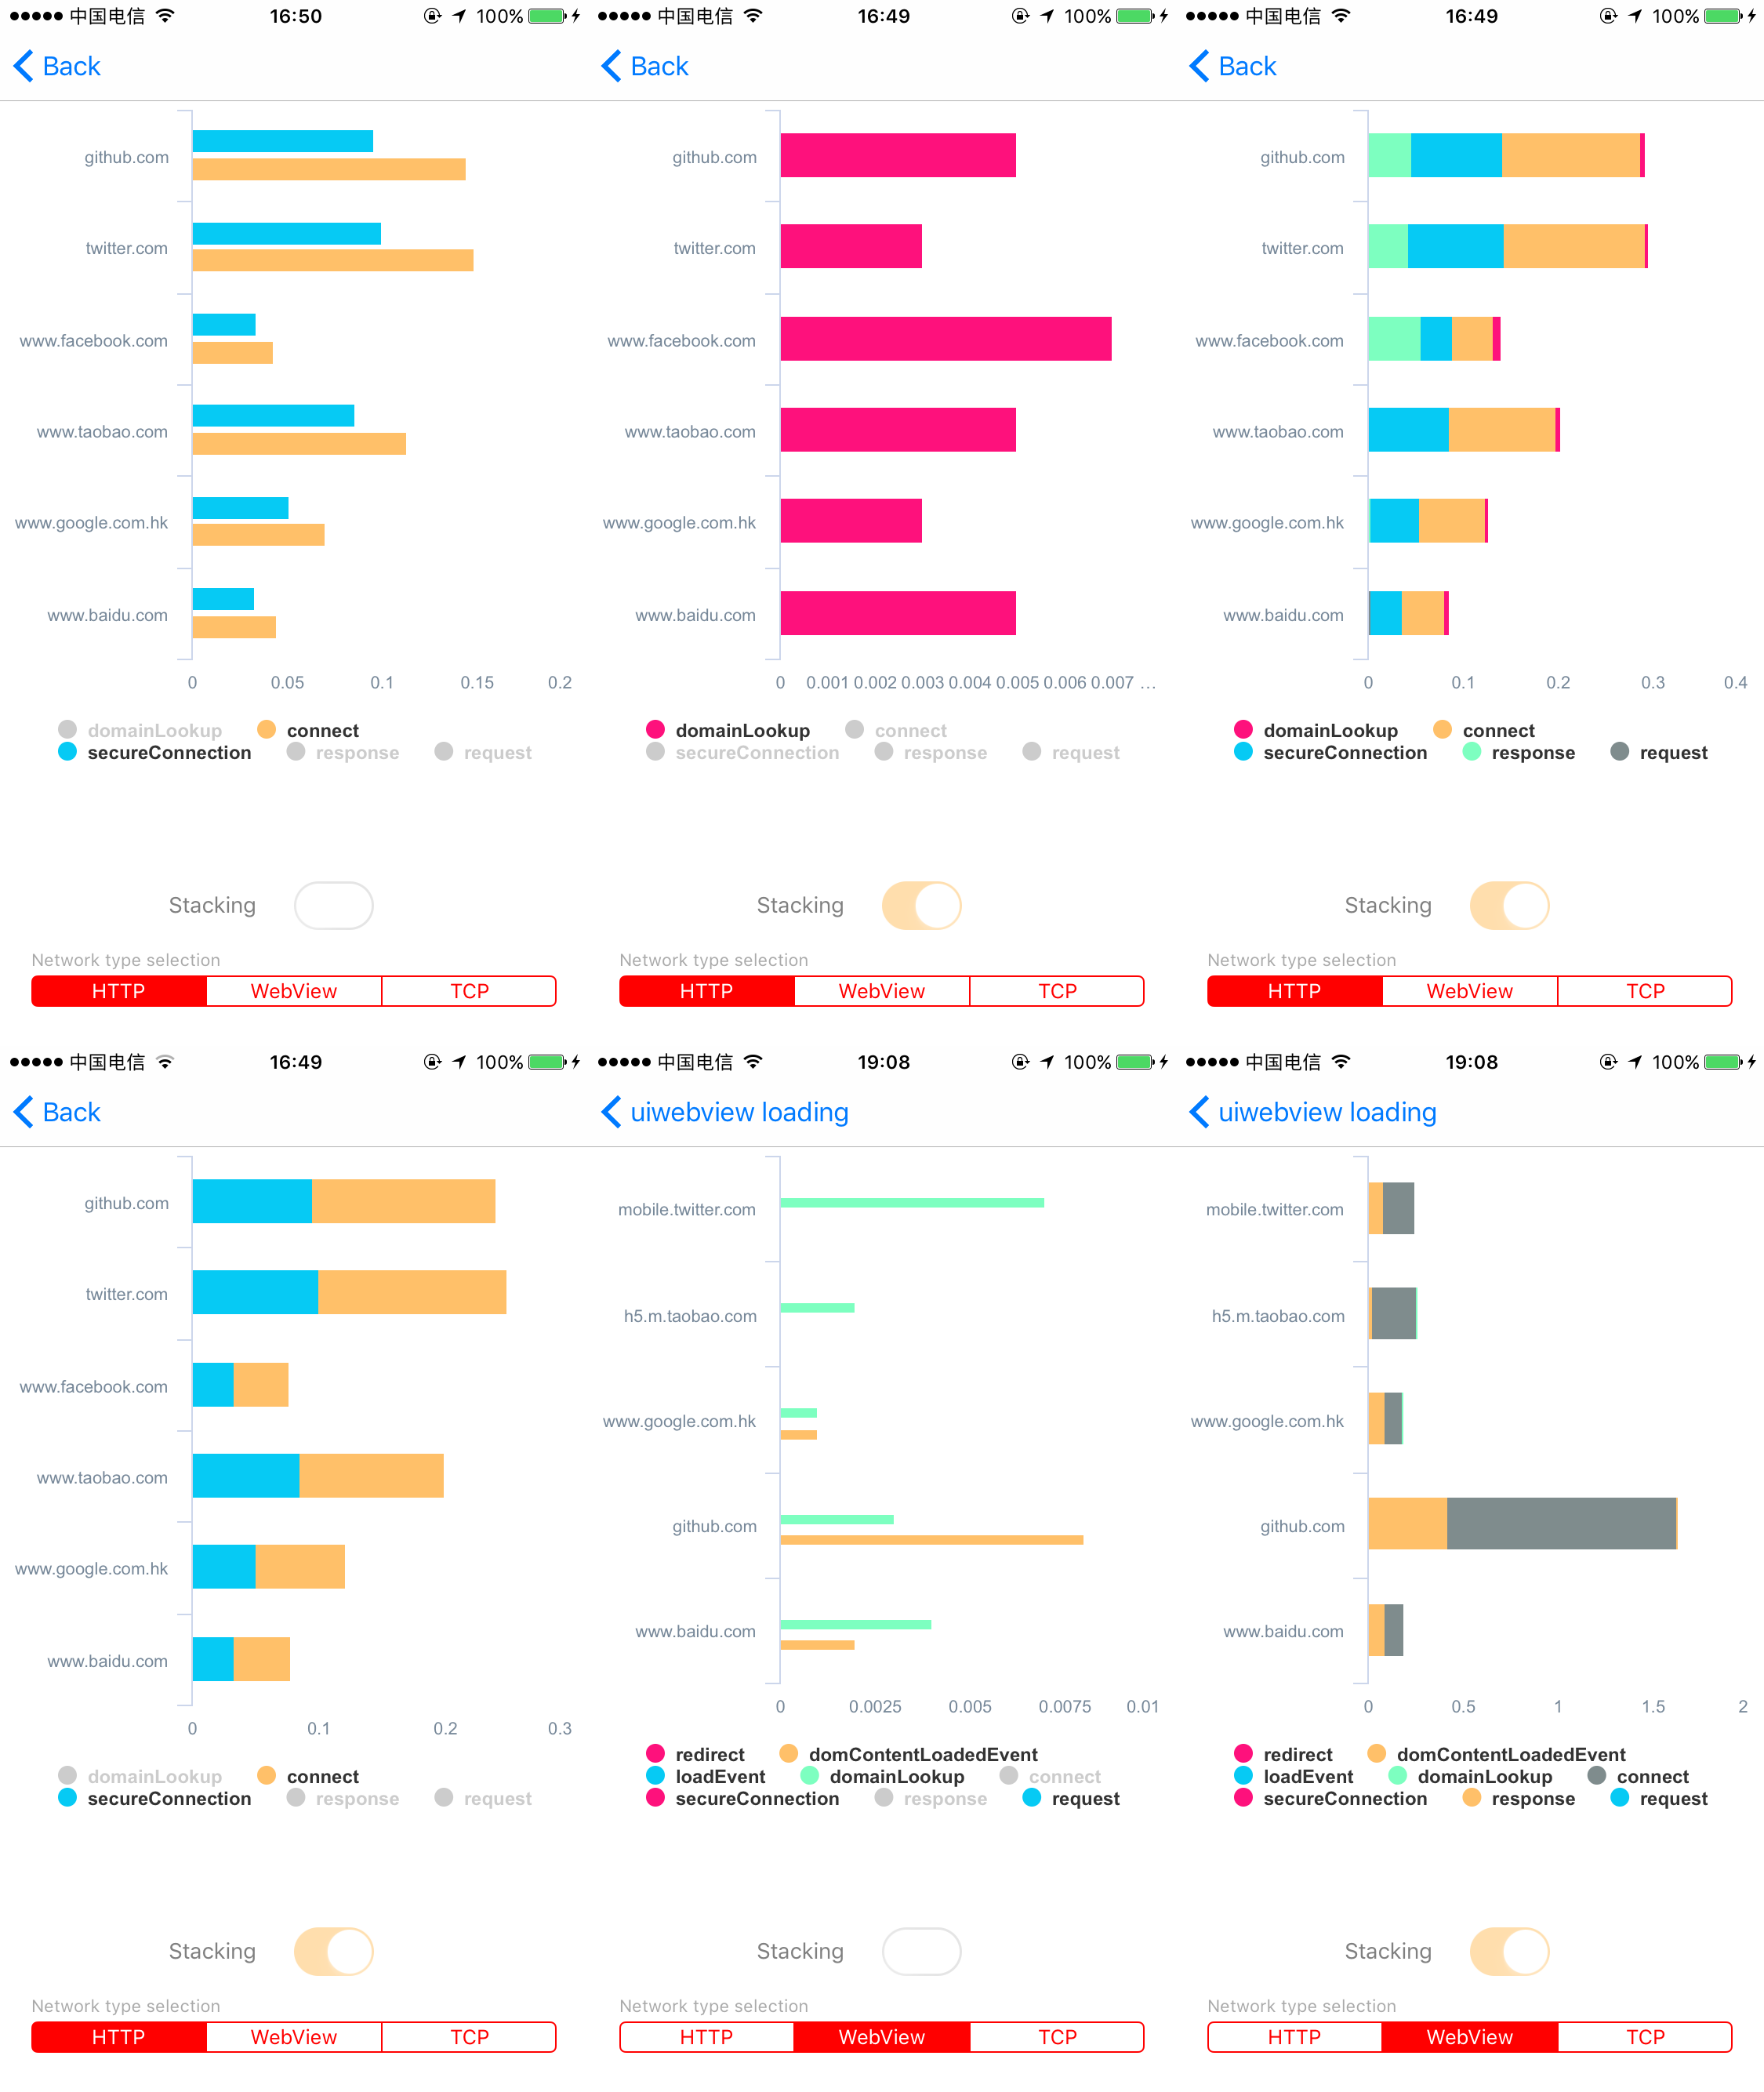 中国电信 16:50 100%
Back
github.com
twitter.com
www.facebook.com
www.taobao.com
www.google.com.hk
www.baidu.com
0 0.05 0.1 0.15 0.2
domainLookup connect
secureConnection response request
Stacking
Network type selection
HTTP WebView TCP
中国电信 16:49 100%
Back
github.com
twitter.com
www.facebook.com
www.taobao.com
www.google.com.hk
www.baidu.com
0 0.001 0.002 0.003 0.004 0.005 0.006 0.007 ...
domainLookup connect
secureConnection response request
Stacking
Network type selection
HTTP WebView TCP
中国电信 16:49 100%
Back
github.com
twitter.com
www.facebook.com
www.taobao.com
www.google.com.hk
www.baidu.com
0 0.1 0.2 0.3 0.4
domainLookup connect
secureConnection response request
Stacking
Network type selection
HTTP WebView TCP
中国电信 16:49 100%
Back
github.com
twitter.com
www.facebook.com
www.taobao.com
www.google.com.hk
www.baidu.com
0 0.1 0.2 0.3
domainLookup connect
secureConnection response request
Stacking
Network type selection
HTTP WebView TCP
中国电信 19:08 100%
uiwebview loading
mobile.twitter.com
h5.m.taobao.com
www.google.com.hk
github.com
www.baidu.com
0 0.0025 0.005 0.0075 0.01
redirect domContentLoadedEvent
loadEvent domainLookup connect
secureConnection response request
Stacking
Network type selection
HTTP WebView TCP
中国电信 19:08 100%
uiwebview loading
mobile.twitter.com
h5.m.taobao.com
www.google.com.hk
github.com
www.baidu.com
0 0.5 1 1.5 2
redirect domContentLoadedEvent
loadEvent domainLookup connect
secureConnection response request
Stacking
Network type selection
HTTP WebView TCP